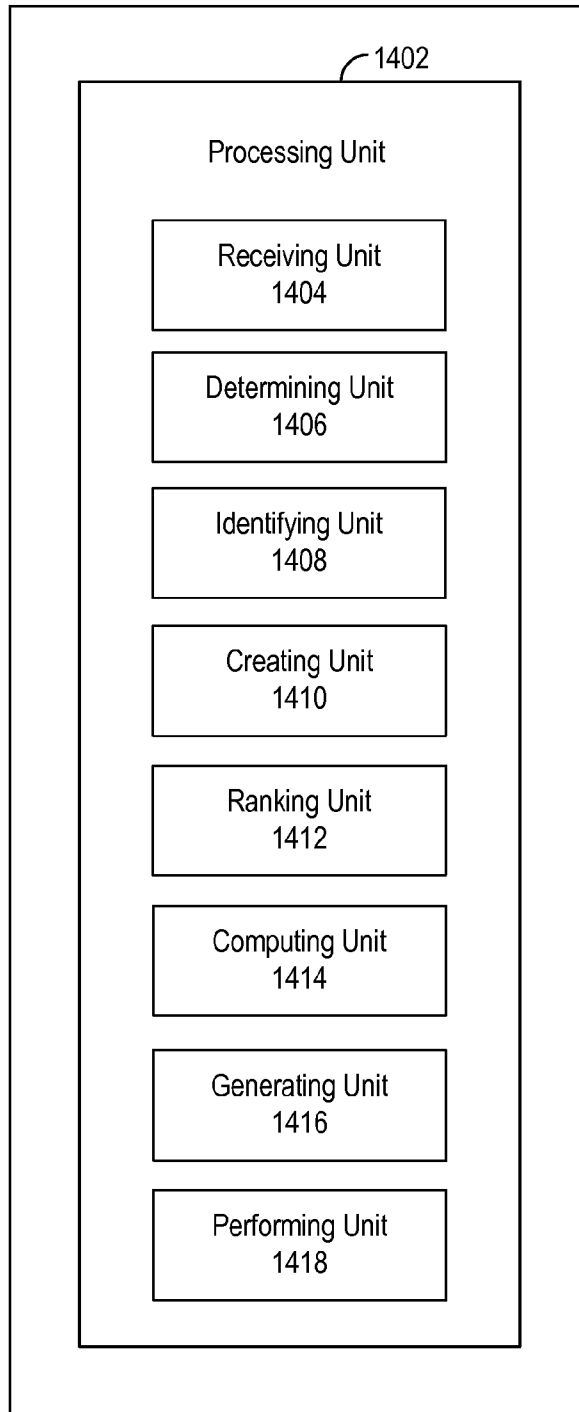 1402
Processing Unit
Receiving Unit
1404
Determining Unit
1406
Identifying Unit
1408
Creating Unit
1410
Ranking Unit
1412
Computing Unit
1414
Generating Unit
1416
Performing Unit
1418